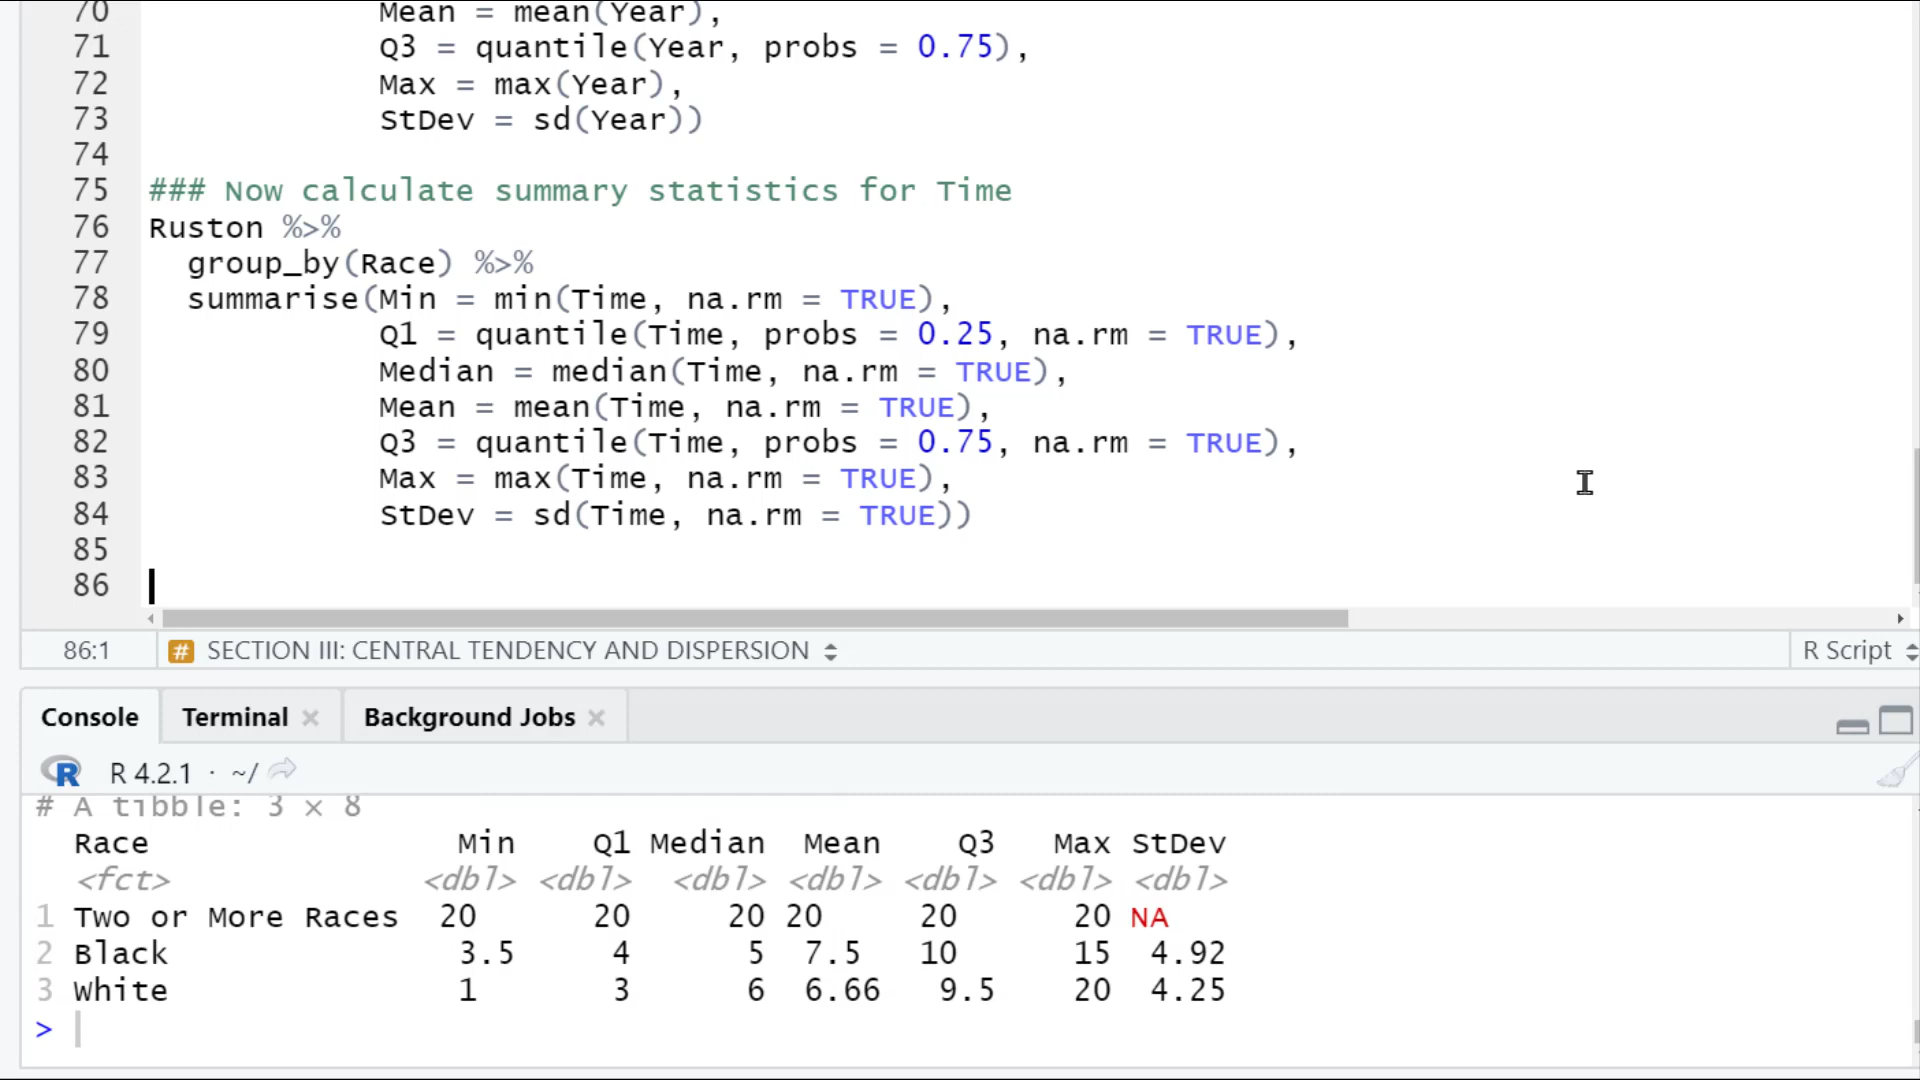 70 Mean = mean(Year),
71 Q3 = quantile(Year, probs = 0.75),
72 Max = max(Year),
73 StDev = sd(Year))
74
75 ### Now calculate summary statistics for Time
76 Ruston %>%
77 group_by(Race) %>%
78 summarise(Min = min(Time, na.rm = TRUE),
79 Q1 = quantile(Time, probs = 0.25, na.rm = TRUE),
80 Median = median(Time, na.rm = TRUE),
81 Mean = mean(Time, na.rm = TRUE),
82 Q3 = quantile(Time, probs = 0.75, na.rm = TRUE),
83 Max = max(Time, na.rm = TRUE),
84 StDev = sd(Time, na.rm = TRUE))
85
86
86:1 # SECTION III: CENTRAL TENDENCY AND DISPERSION R Script
Console Terminal × Background Jobs ×
R R 4.2.1 · ~/
# A tibble: 3 × 8
Race Min Q1 Median Mean Q3 Max StDev
<fct> <dbl> <dbl> <dbl> <dbl> <dbl> <dbl> <dbl>
1 Two or More Races 20 20 20 20 20 20 NA
2 Black 3.5 4 5 7.5 10 15 4.92
3 White 1 3 6 6.66 9.5 20 4.25
>